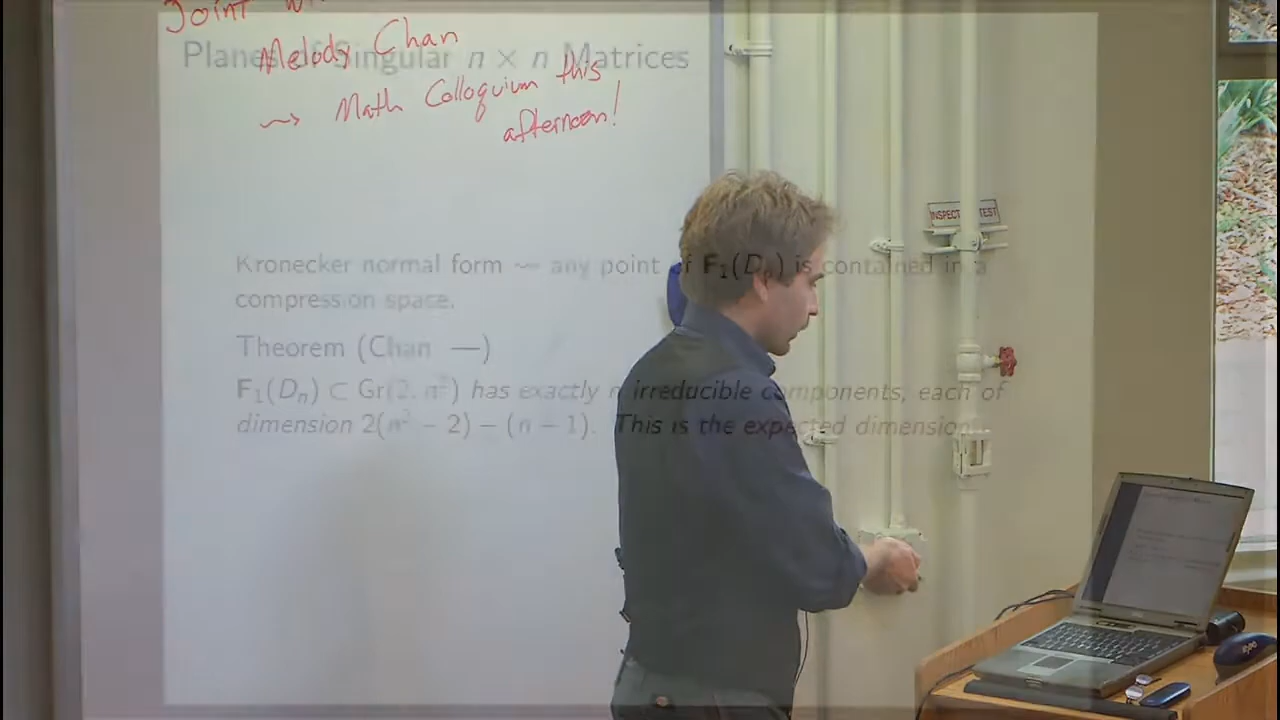 Joint
Planes of Singular n × n Matrices
Melody Chan
⇝ Math Colloquium this
afternoon!
INSPECT TEST
Kronecker normal form ⇝ any point of F₁(Dₙ) is contained in a
compression space.
Theorem (Chan —)
F₁(Dₙ) ⊂ Gr(2, n²) has exactly n irreducible components, each of
dimension 2(n² − 2) − (n − 1). This is the expected dimension.